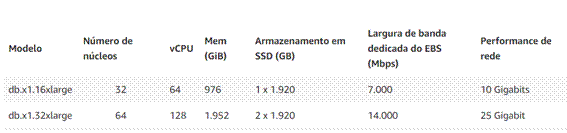 Modelo Número de núcleos vCPU Mem (GiB) Armazenamento em SSD (GB) Largura de banda dedicada do EBS (Mbps) Performance de rede
db.x1.16xlarge 32 64 976 1 x 1.920 7.000 10 Gigabits
db.x1.32xlarge 64 128 1.952 2 x 1.920 14.000 25 Gigabit